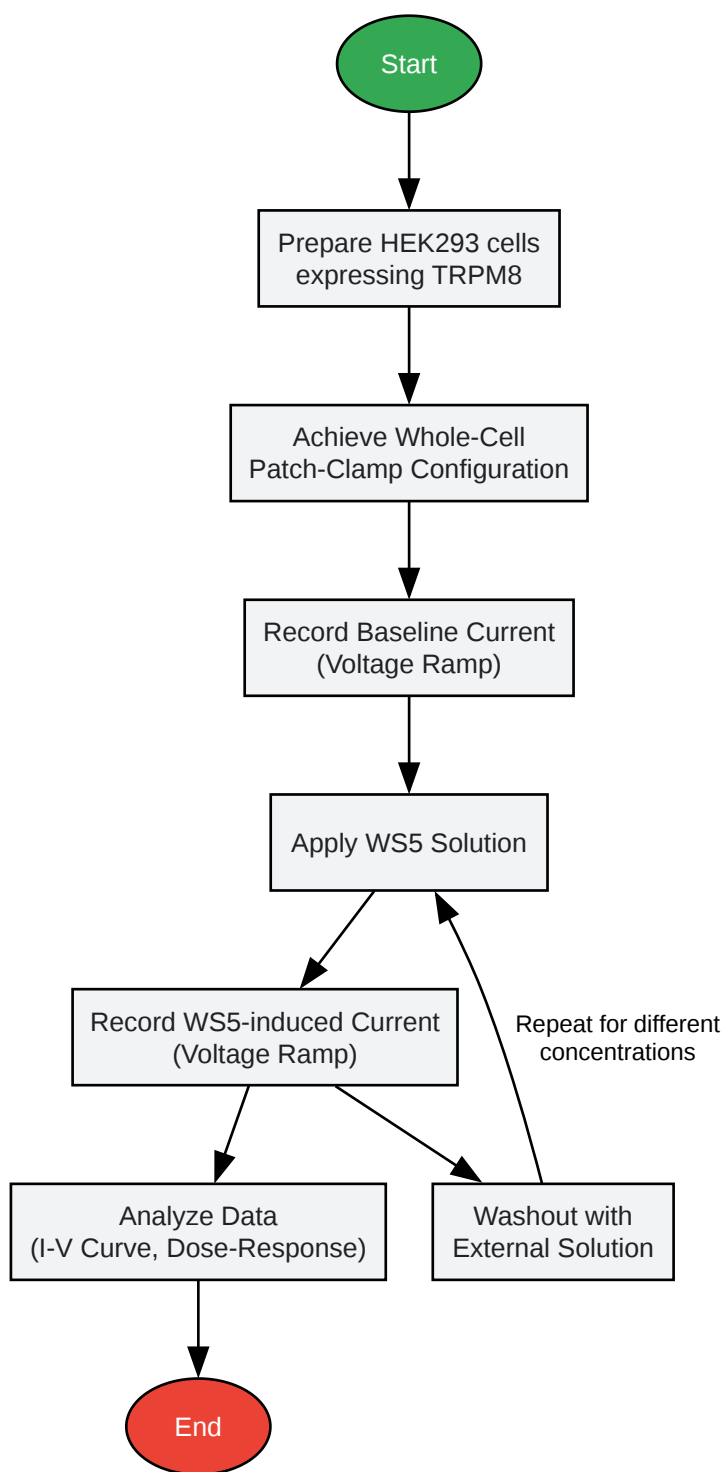 Start
Prepare HEK293 cells
expressing TRPM8
Achieve Whole-Cell
Patch-Clamp Configuration
Record Baseline Current
(Voltage Ramp)
Apply WS5 Solution
Record WS5-induced Current
(Voltage Ramp)
Repeat for different
concentrations
Analyze Data
(I-V Curve, Dose-Response)
Washout with
External Solution
End